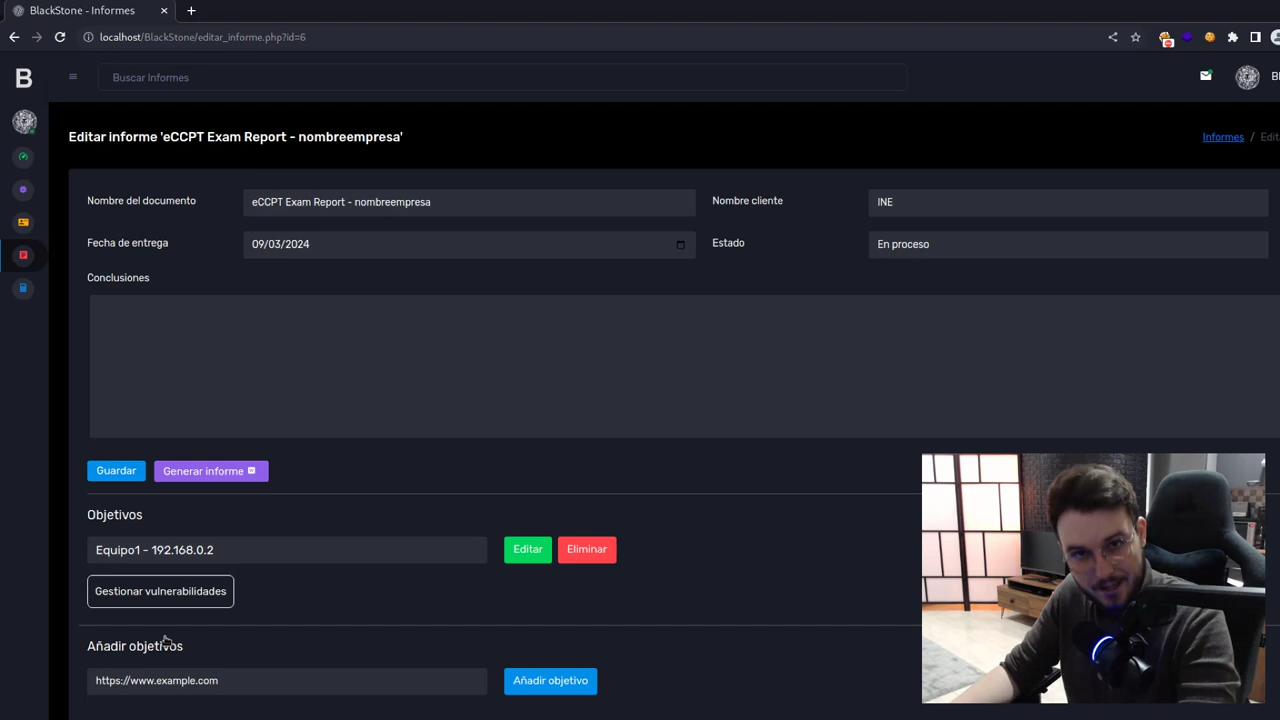 BlackStone - Informes
localhost/BlackStone/editar_informe.php?id=6
B
Buscar Informes
Editar informe 'eCCPT Exam Report - nombreempresa'
Informes /
Nombre del documento
eCCPT Exam Report - nombreempresa
Nombre cliente
INE
Fecha de entrega
09/03/2024
Estado
En proceso
Conclusiones
Guardar
Generar informe
Objetivos
Equipo1 - 192.168.0.2
Editar
Eliminar
Gestionar vulnerabilidades
Añadir objetivos
https://www.example.com
Añadir objetivo